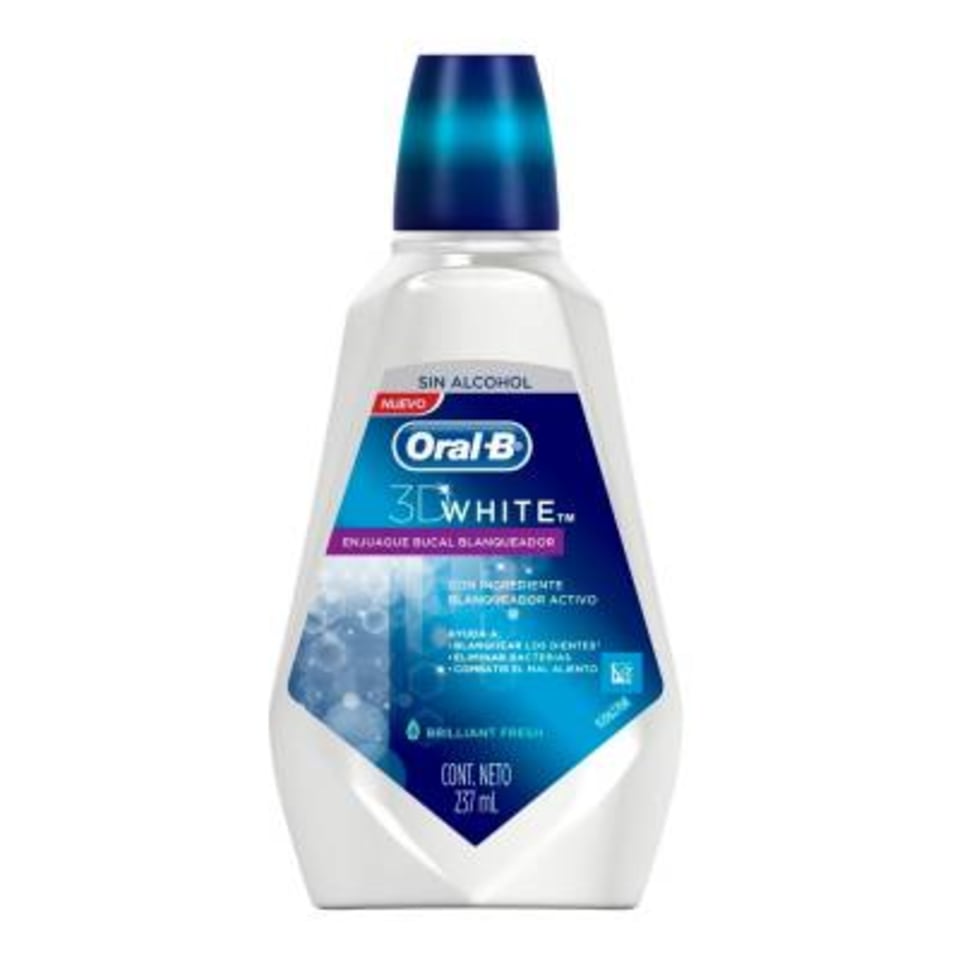 SIN ALCOHOL
NUEVO
Oral-B
3D WHITE™
ENJUAGUE BUCAL BLANQUEADOR
CON INGREDIENTE
BLANQUEADOR ACTIVO
AYUDA A:
• BLANQUEAR LOS DIENTES¹
• ELIMINAR BACTERIAS
• COMBATIR EL MAL ALIENTO
BRILLIANT FRESH
CONT. NETO
237 mL